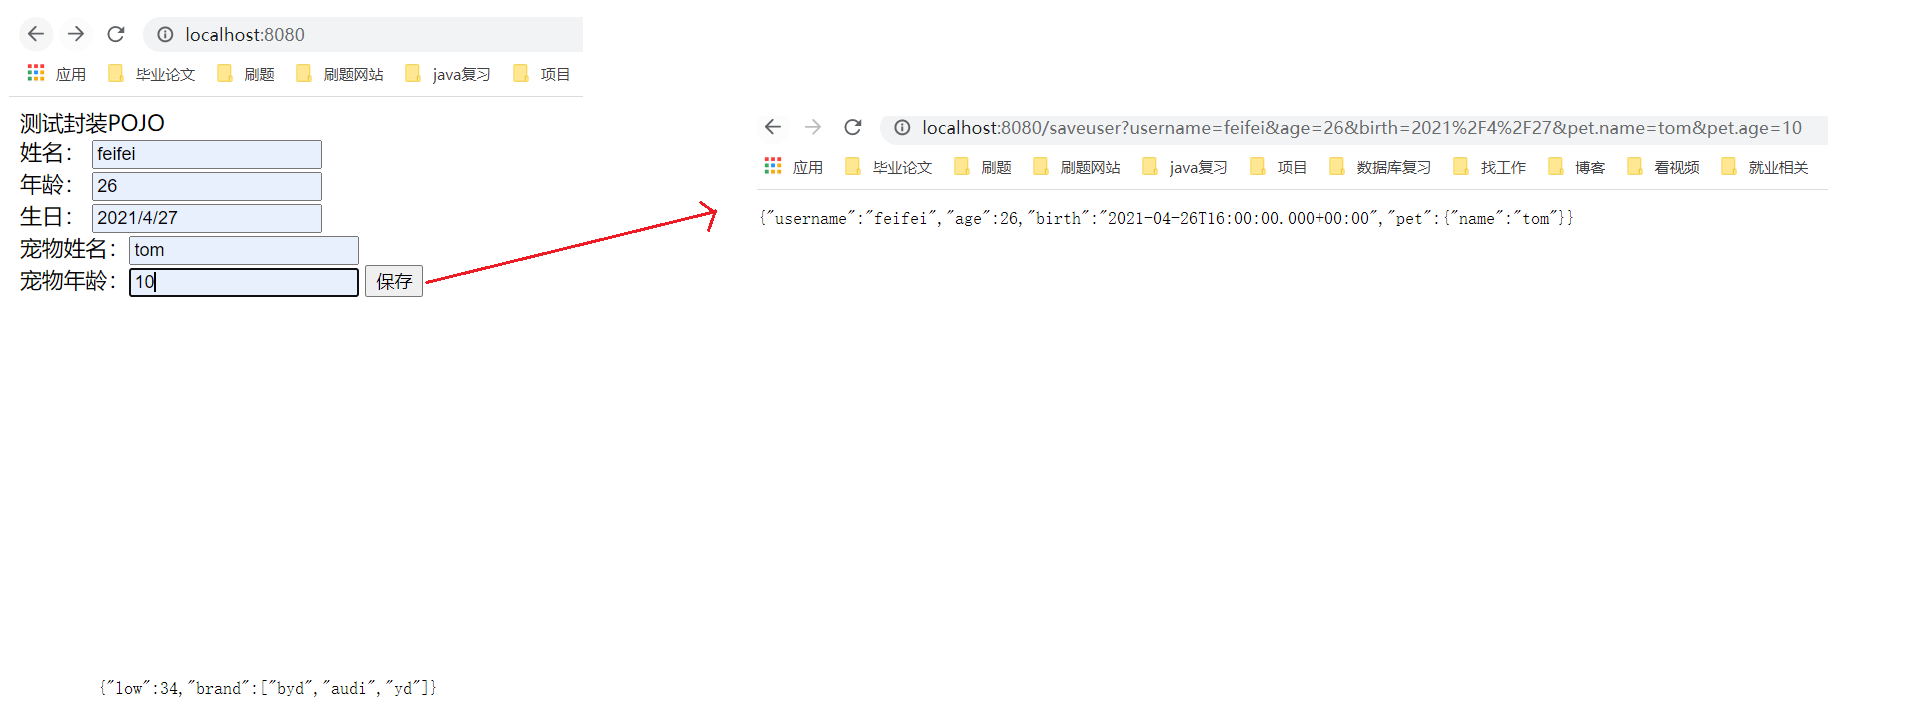 localhost:8080
应用 毕业论文 刷题 刷题网站 java复习 项目
测试封装POJO
姓名： feifei
年龄： 26
生日： 2021/4/27
宠物姓名： tom
宠物年龄： 10 保存
localhost:8080/saveuser?username=feifei&age=26&birth=2021%2F4%2F27&pet.name=tom&pet.age=10
应用 毕业论文 刷题 刷题网站 java复习 项目 数据库复习 找工作 博客 看视频 就业相关
{"username":"feifei","age":26,"birth":"2021-04-26T16:00:00.000+00:00","pet":{"name":"tom"}}
{"low":34,"brand":["byd","audi","yd"]}